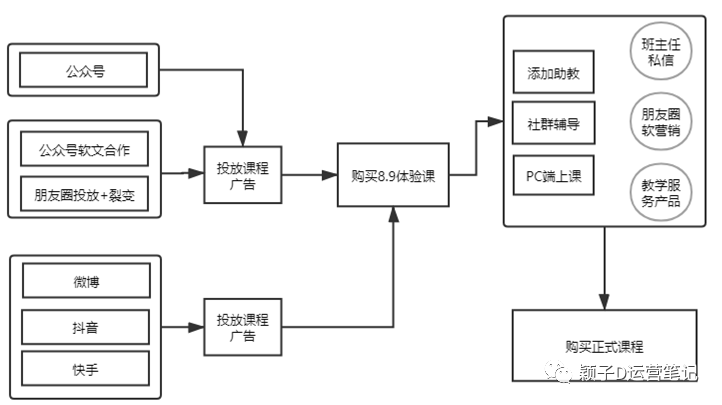 公众号
公众号软文合作
朋友圈投放+裂变
投放课程
广告
微博
抖音
快手
投放课程
广告
购买8.9体验课
添加助教
社群辅导
PC端上课
班主任
私信
朋友圈
软营销
教学服
务产品
购买正式课程
颖子D运营笔记